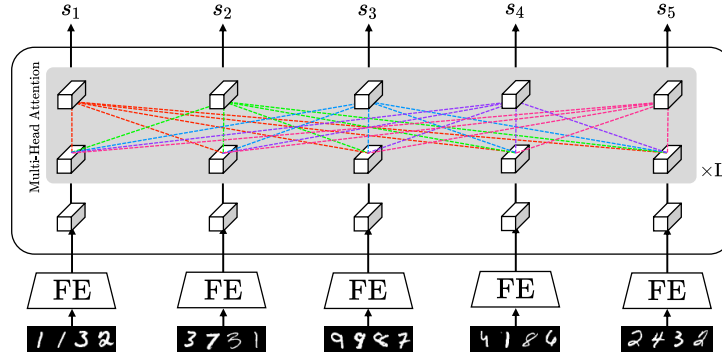 s1 s2 s3 s4 s5
Multi-Head Attention
×L
FE FE FE FE FE
1132 3731 9987 4186 2432